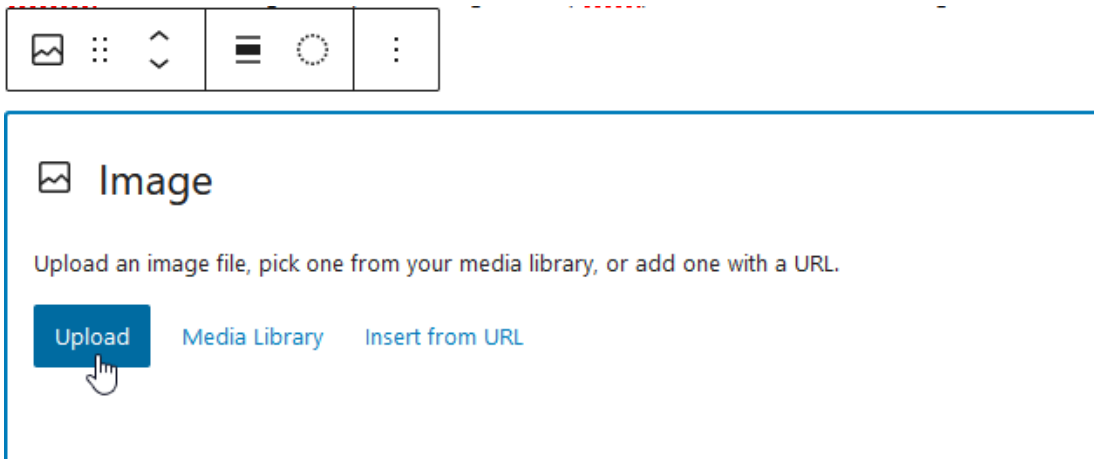 Image
Upload an image file, pick one from your media library, or add one with a URL.
Upload Media Library Insert from URL